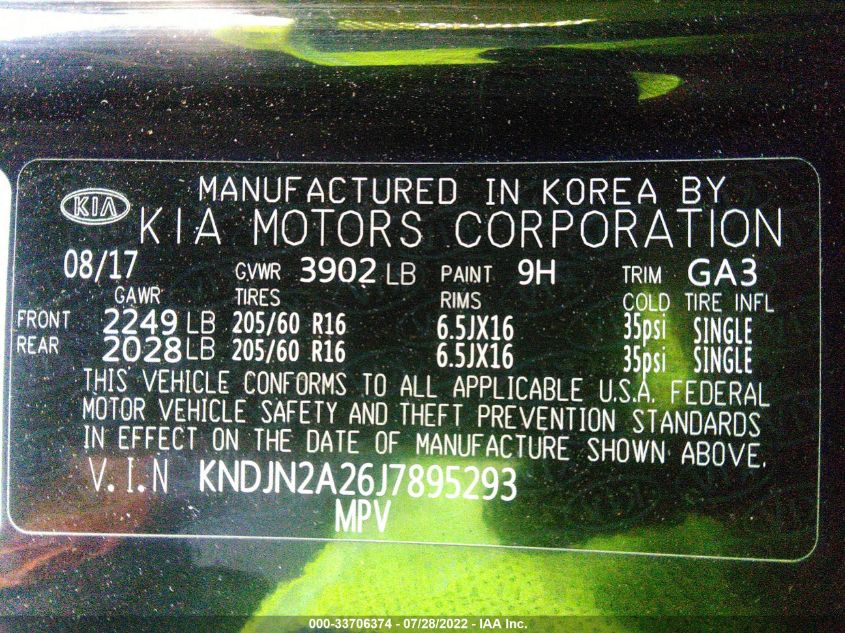 MANUFACTURED IN KOREA BY
KIA KIA MOTORS CORPORATION
08/17 GVWR 3902 LB PAINT 9H TRIM GA3
GAWR TIRES RIMS COLD TIRE INFL
FRONT 2249 LB 205/60 R16 6.5JX16 35psi SINGLE
REAR 2028 LB 205/60 R16 6.5JX16 35psi SINGLE
THIS VEHICLE CONFORMS TO ALL APPLICABLE U.S.A. FEDERAL
MOTOR VEHICLE SAFETY AND THEFT PREVENTION STANDARDS
IN EFFECT ON THE DATE OF MANUFACTURE SHOWN ABOVE.
V.I.N KNDJN2A26J7895293
MPV
000-33706374 - 07/28/2022 - IAA Inc.